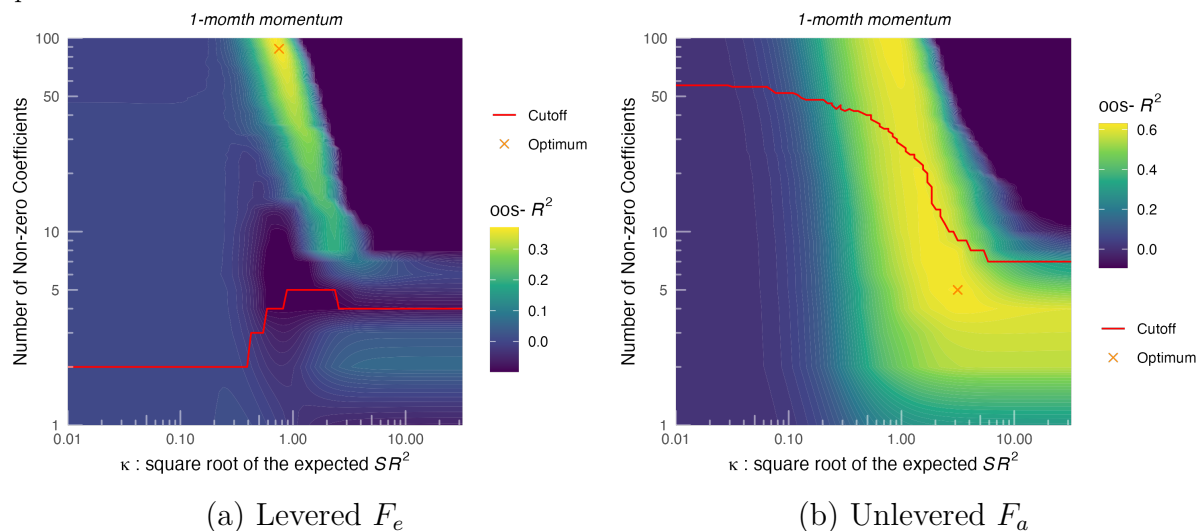 1-momth momentum
Number of Non-zero Coefficients
100
50
10
5
1
0.01
0.10
1.00
10.00
κ : square root of the expected SR²
Cutoff
Optimum
oos- R²
0.3
0.2
0.1
0.0
(a) Levered Fₑ
1-momth momentum
Number of Non-zero Coefficients
100
50
10
5
1
0.01
0.10
1.00
10.00
κ : square root of the expected SR²
oos- R²
0.6
0.4
0.2
0.0
Cutoff
Optimum
(b) Unlevered Fₐ